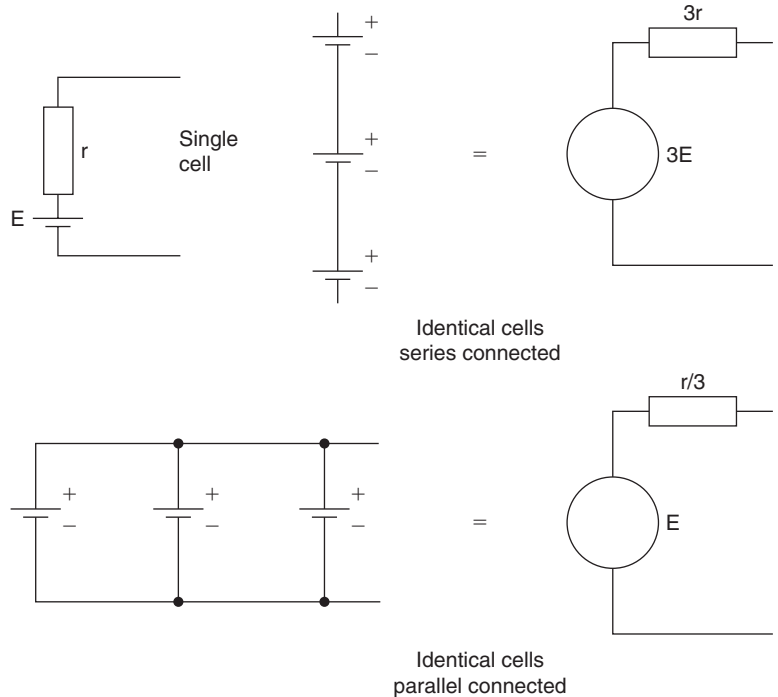 3r
+
−
r
Single
cell
+
−
=
3E
E
+
−
Identical cells
series connected
r/3
+
−
+
−
+
−
=
E
Identical cells
parallel connected